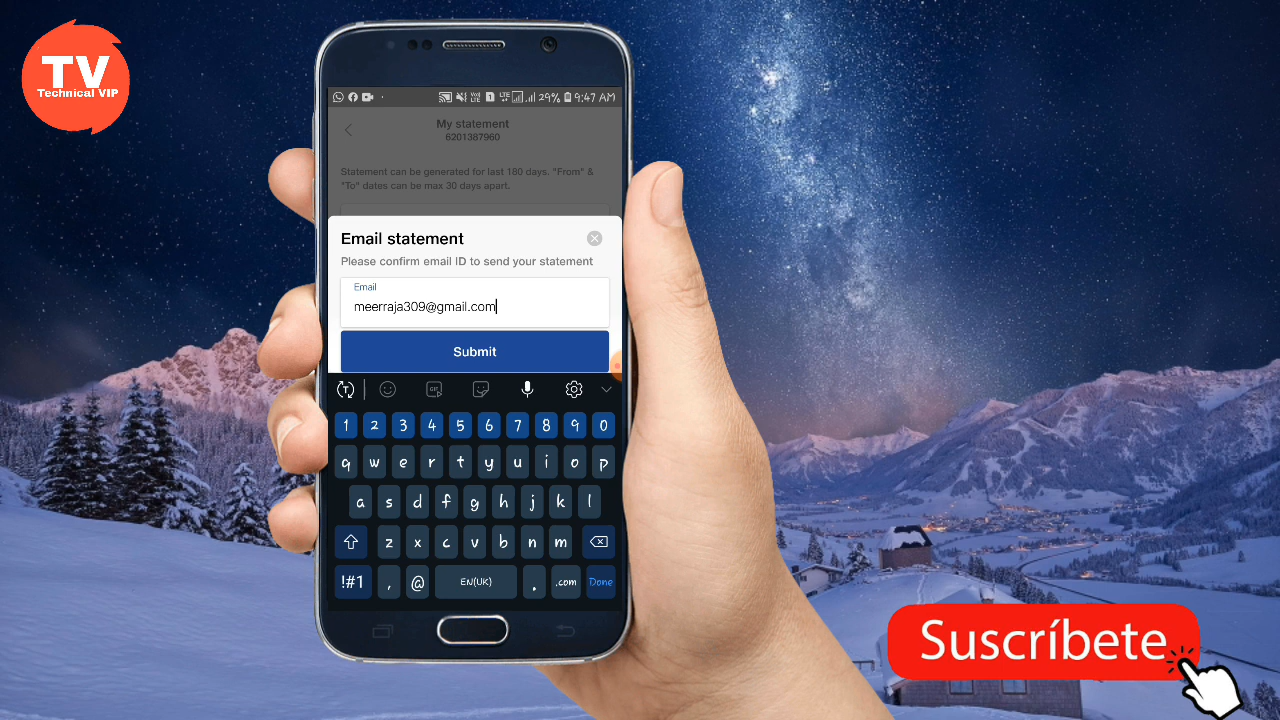 TV
Technical VIP
29% 9:47 AM
My statement
6201387960
Statement can be generated for last 180 days. "From" &
"To" dates can be max 30 days apart.
Email statement
Please confirm email ID to send your statement
Email
meerraja309@gmail.com
Submit
1 2 3 4 5 6 7 8 9 0
q w e r t y u i o p
a s d f g h j k l
z x c v b n m
!#1 , @ EN(UK) . .com Done
Suscríbete